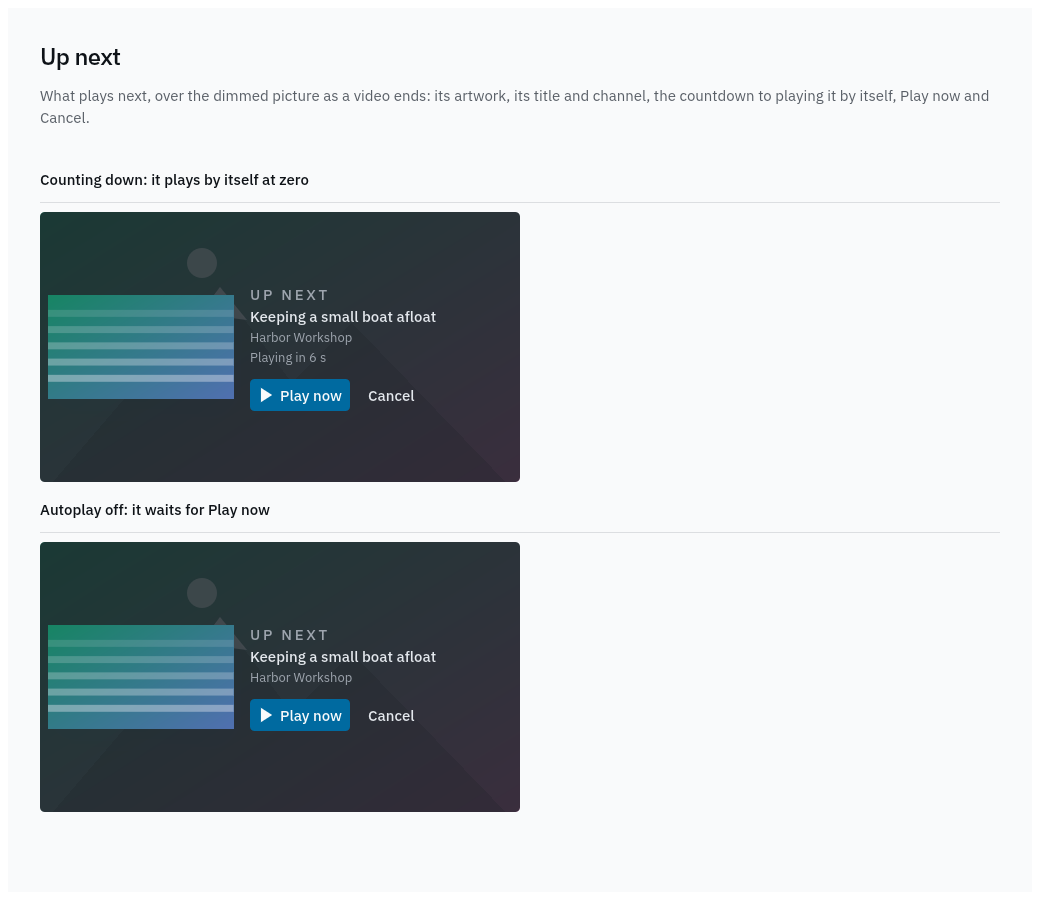 Up next
What plays next, over the dimmed picture as a video ends: its artwork, its title and channel, the countdown to playing it by itself, Play now and
Cancel.
Counting down: it plays by itself at zero
UP NEXT
Keeping a small boat afloat
Harbor Workshop
Playing in 6 s
Play now Cancel
Autoplay off: it waits for Play now
UP NEXT
Keeping a small boat afloat
Harbor Workshop
Play now Cancel